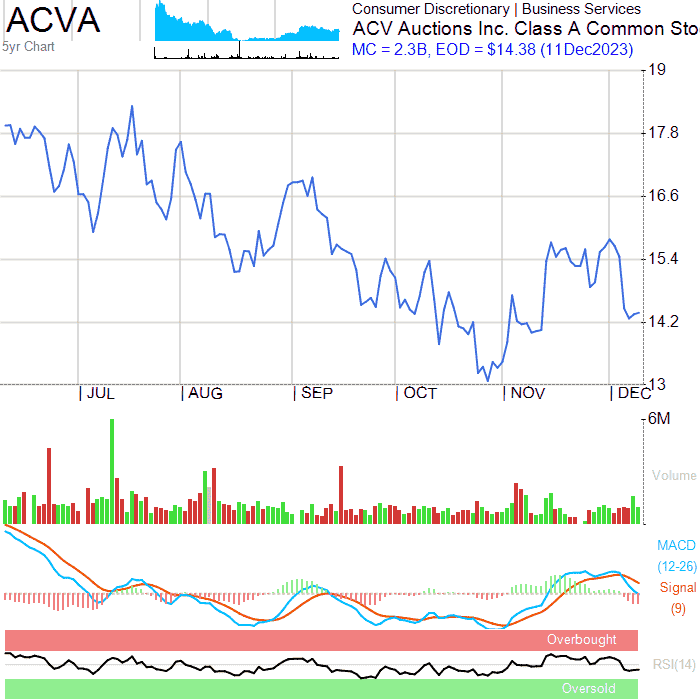 ACVA
5yr Chart
Consumer Discretionary | Business Services
ACV Auctions Inc. Class A Common Sto
MC = 2.3B, EOD = $14.38 (11Dec2023)
19
17.8
16.6
15.4
14.2
13
JUL AUG SEP OCT NOV DEC
6M
Volume
MACD
(12-26)
Signal
(9)
Overbought
RSI(14)
Oversold